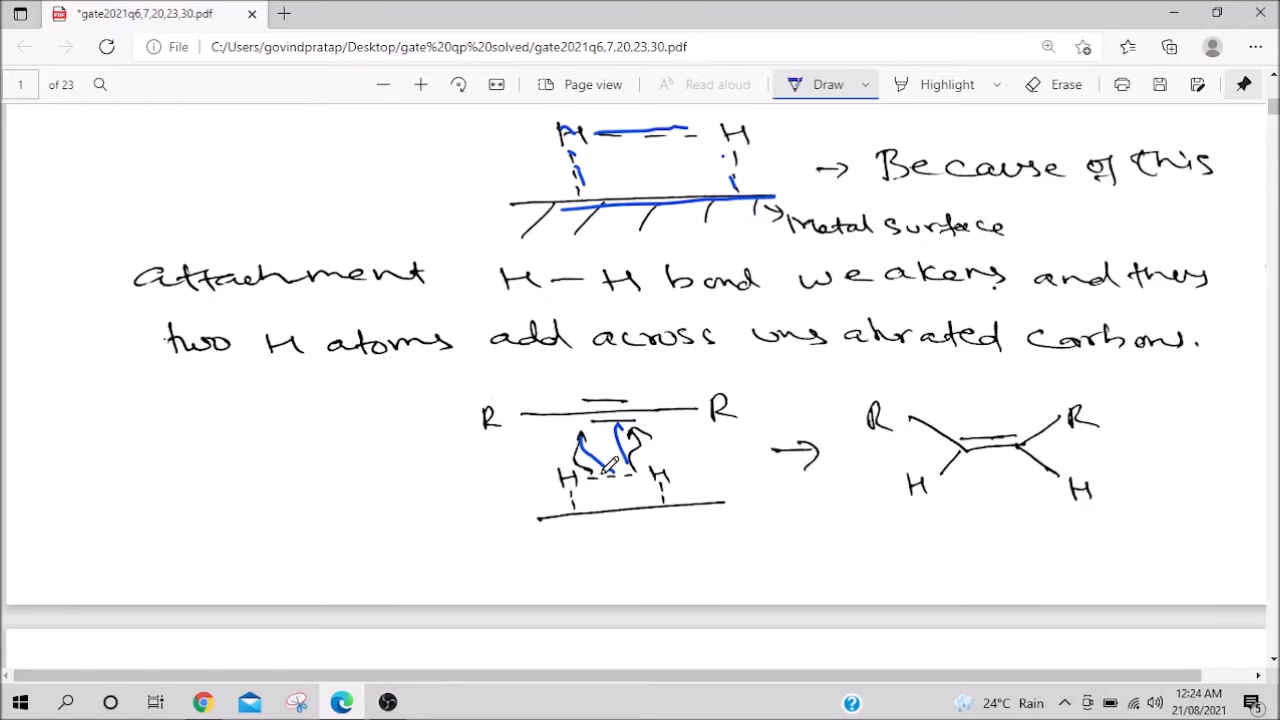 *gate2021q6,7,20,23,30.pdf
File C:/Users/govindpratap/Desktop/gate%20qp%20solved/gate2021q6,7,20,23,30.pdf
1 of 23 Page view Read aloud Draw Highlight Erase
H H
→ Because of this
Metal surface
attachment H-H bond weakens and they
two H atoms add across unsaturated carbons.
R R → R R
H H H H
24°C Rain
12:24 AM
21/08/2021
5